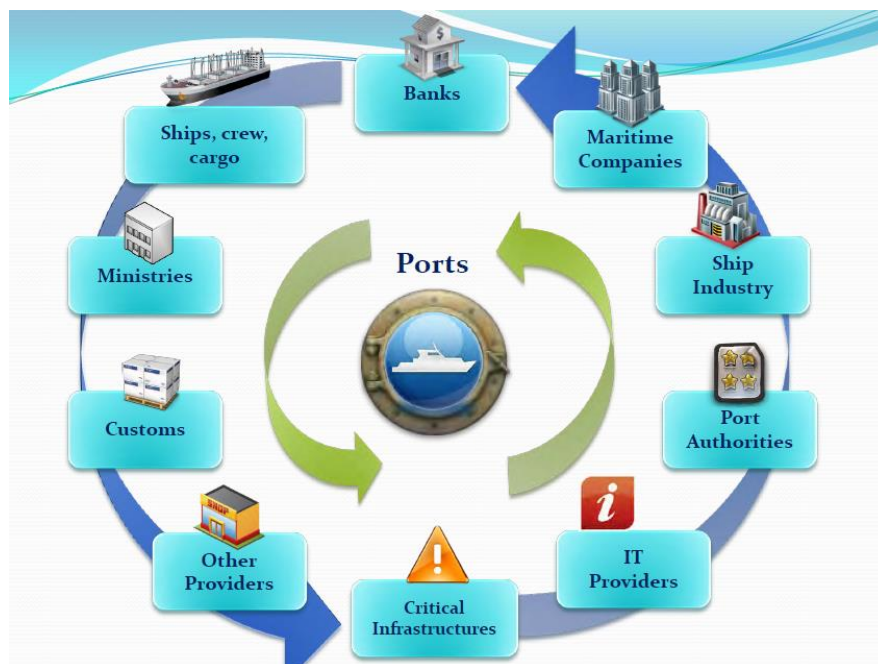 Banks
Maritime
Companies
Ship
Industry
Port
Authorities
IT
Providers
Critical
Infrastructures
Other
Providers
SHOP
Customs
Ministries
Ships, crew,
cargo
Ports
$
i
!